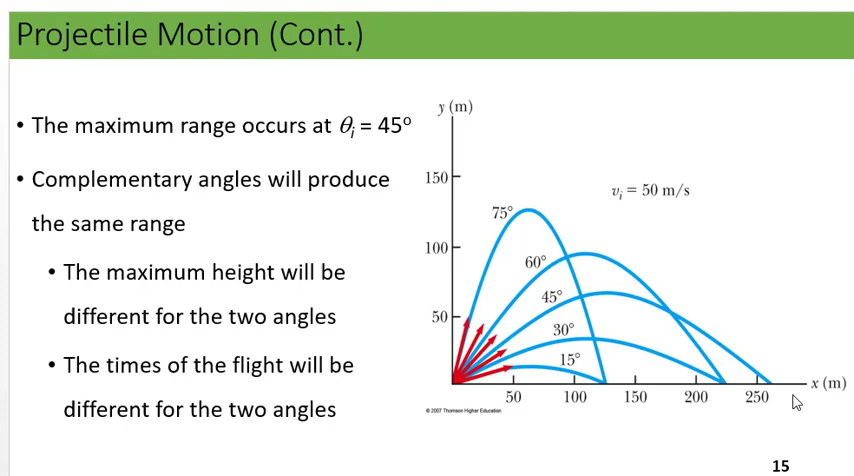 Projectile Motion (Cont.)
• The maximum range occurs at θi = 45o
• Complementary angles will produce
the same range
• The maximum height will be
different for the two angles
• The times of the flight will be
different for the two angles
y (m)
150
100
50
vi = 50 m/s
75°
60°
45°
30°
15°
50 100 150 200 250
x (m)
© 2007 Thomson Higher Education
15